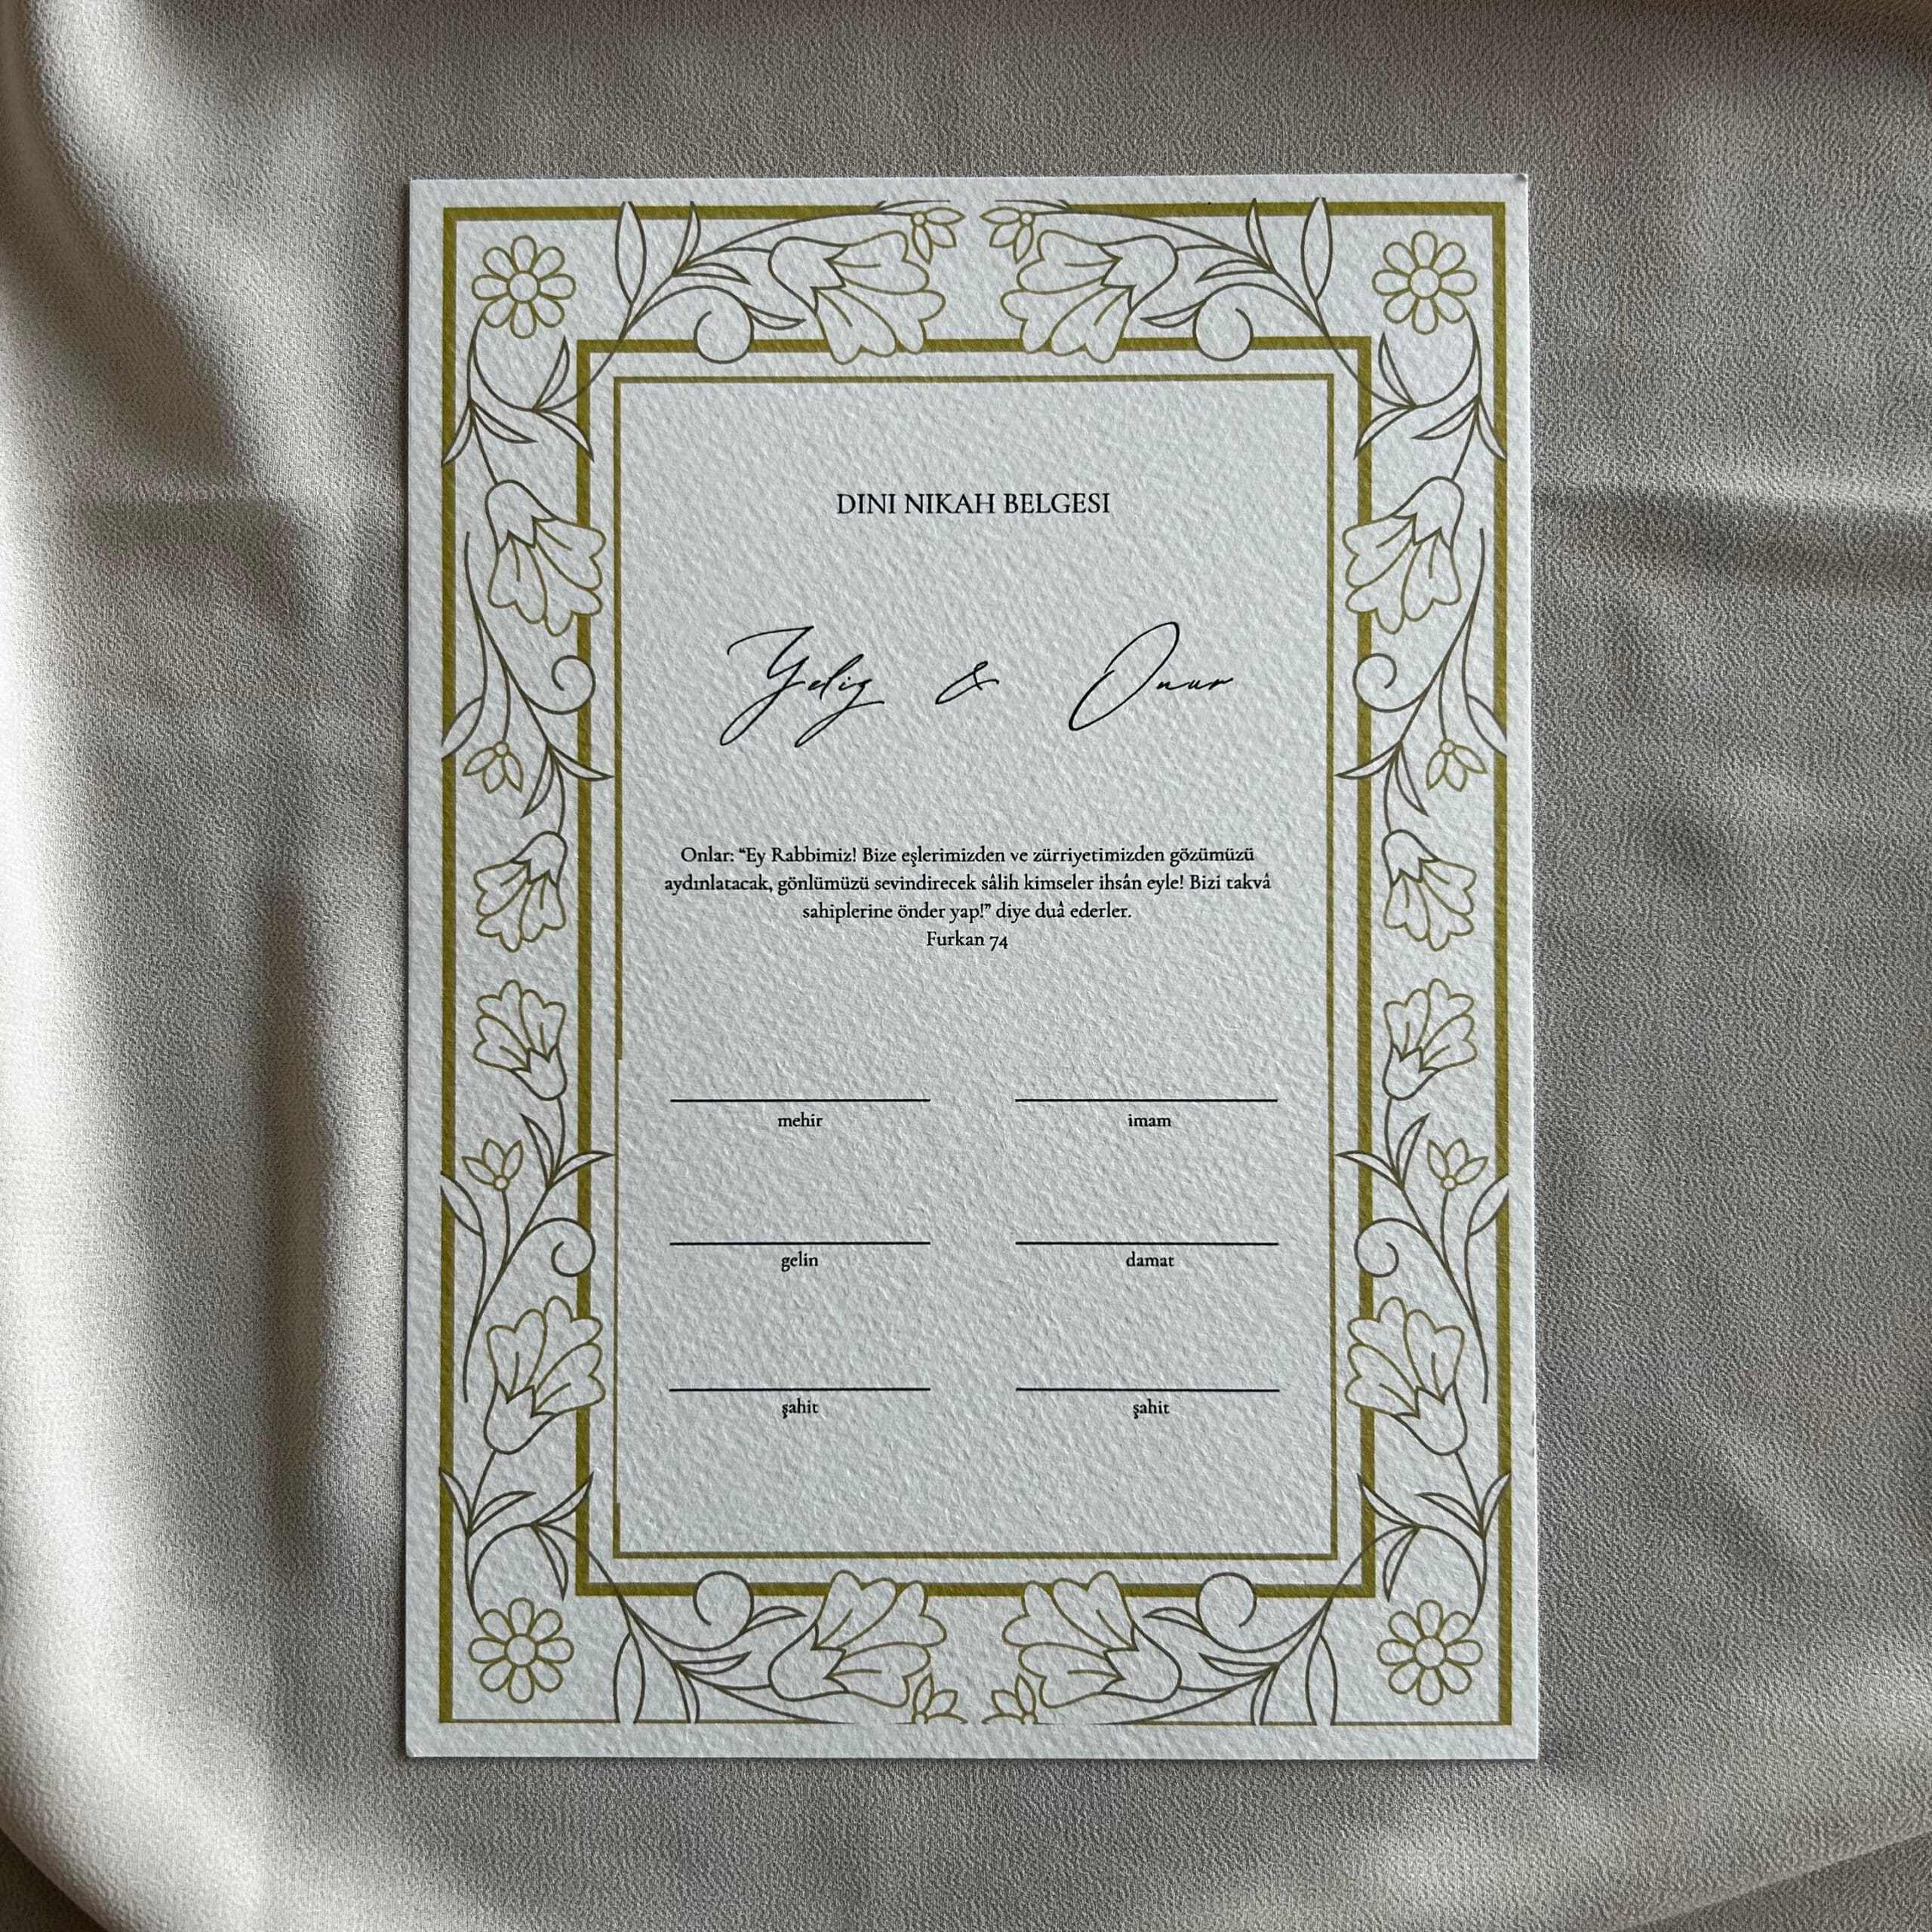 DINI NIKAH BELGESI
Yeliz & Onur
Onlar: “Ey Rabbimiz! Bize eşlerimizden ve zürriyetimizden gözümüzü
aydınlatacak, gönlümüzü sevindirecek sâlih kimseler ihsân eyle! Bizi takvâ
sahiplerine önder yap!” diye duâ ederler.
Furkan 74
mehir imam
gelin damat
şahit şahit